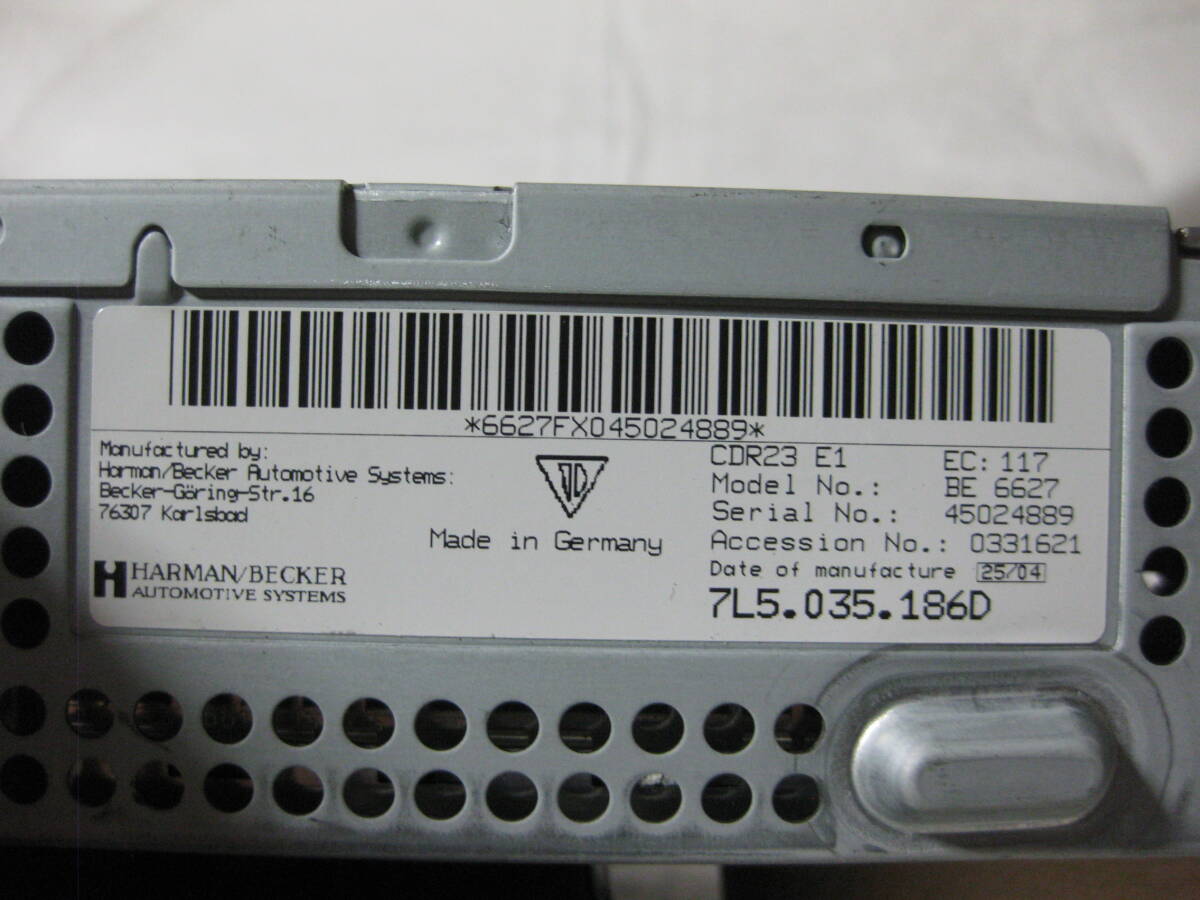 *6627FX045024889*
Manufactured by:
Harman/Becker Automotive Systems:
Becker-Göring-Str.16
76307 Karlsbad
HARMAN/BECKER
AUTOMOTIVE SYSTEMS
Made in Germany
CDR23 E1 EC: 117
Model No.: BE 6627
Serial No.: 45024889
Accession No.: 0331621
Date of manufacture 25/04
7L5.035.186D